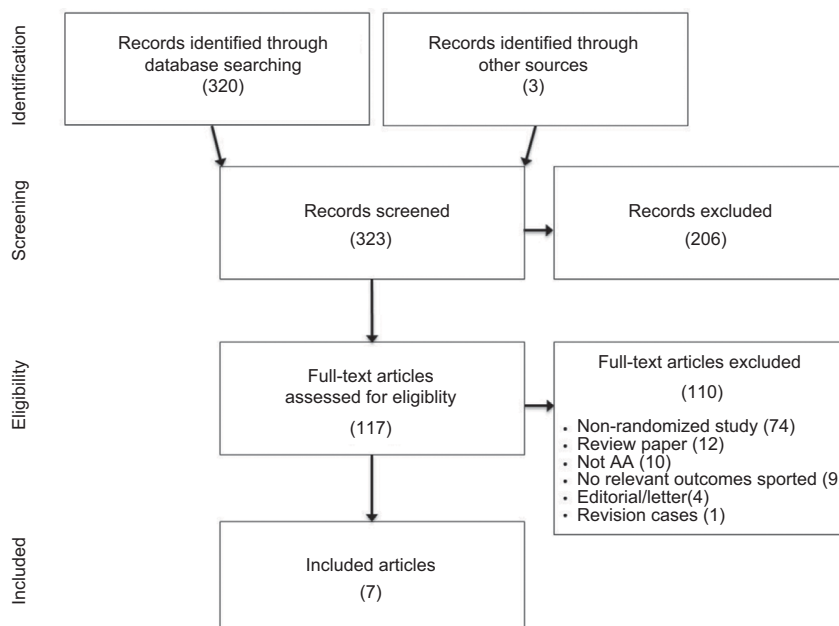 Identification
Records identified through
database searching
(320)
Records identified through
other sources
(3)
Screening
Records screened
(323)
Records excluded
(206)
Eligibility
Full-text articles
assessed for eligiblity
(117)
Full-text articles excluded
(110)
• Non-randomized study (74)
• Review paper (12)
• Not AA (10)
• No relevant outcomes sported (9
• Editorial/letter(4)
• Revision cases (1)
Included
Included articles
(7)